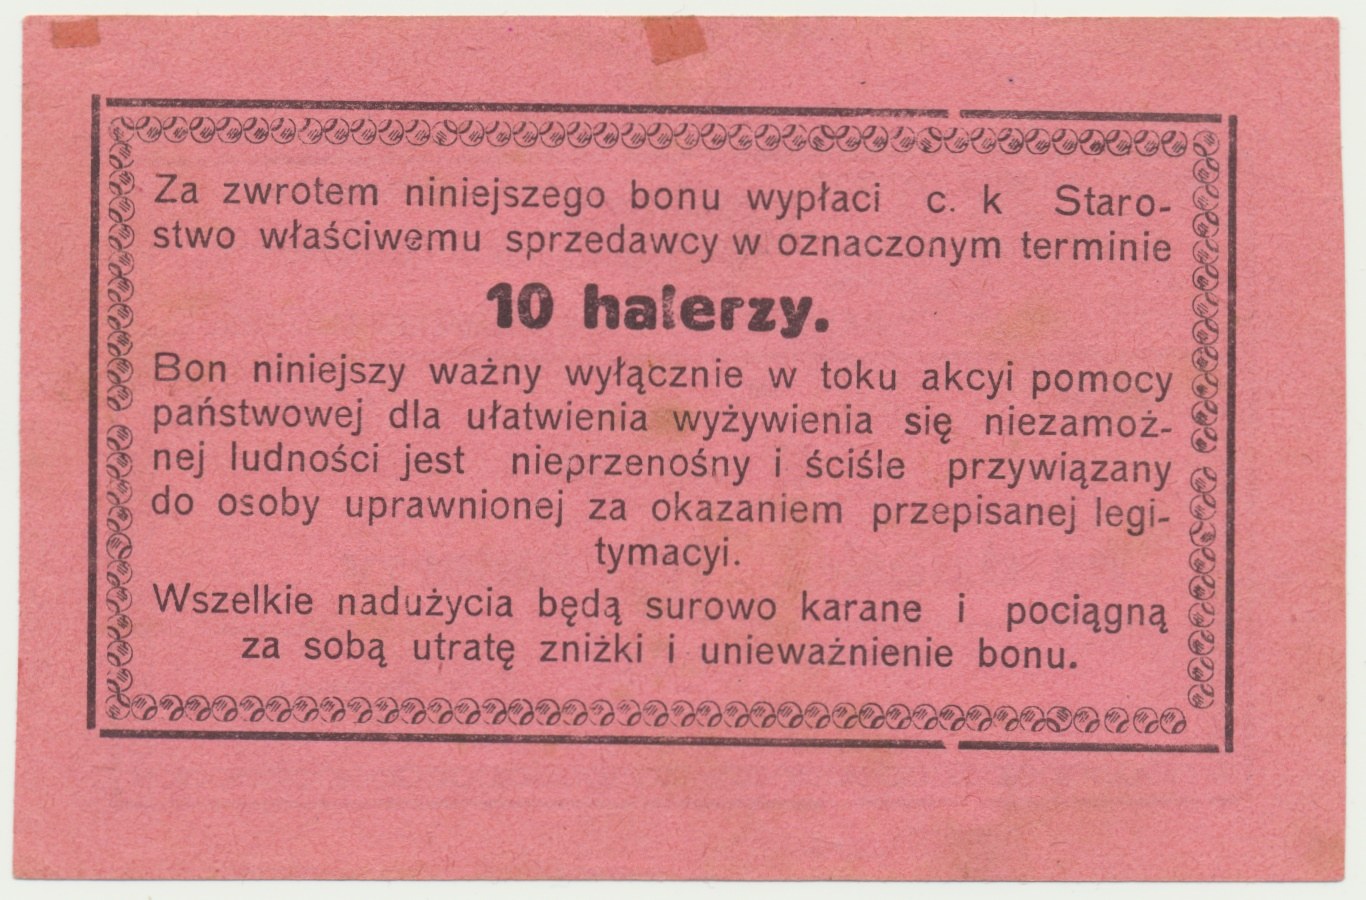 Za zwrotem niniejszego bonu wypłaci c. k Staro-
stwo właściwemu sprzedawcy w oznaczonym terminie
10 halerzy.
Bon niniejszy ważny wyłącznie w toku akcyi pomocy
państwowej dla ułatwienia wyżywienia się niezamoż-
nej ludności jest nieprzenośny i ściśle przywiązany
do osoby uprawnionej za okazaniem przepisanej legi-
tymacyi.
Wszelkie nadużycia będą surowo karane i pociągną
za sobą utratę zniżki i unieważnienie bonu.